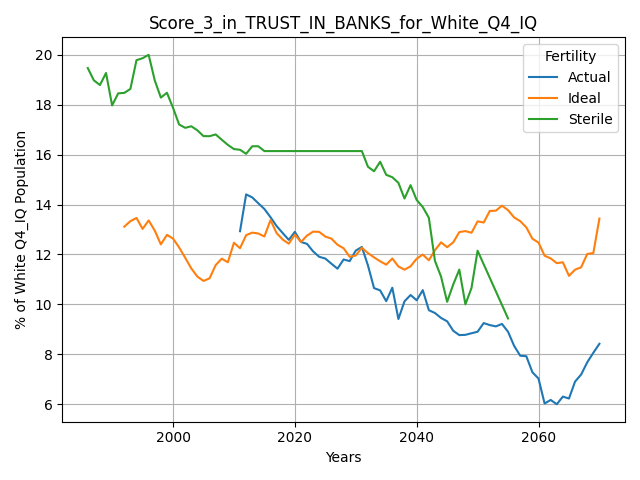 Score_3_in_TRUST_IN_BANKS_for_White_Q4_IQ
Fertility
Actual
Ideal
Sterile
% of White Q4_IQ Population
20
18
16
14
12
10
8
6
2000
2020
2040
2060
Years